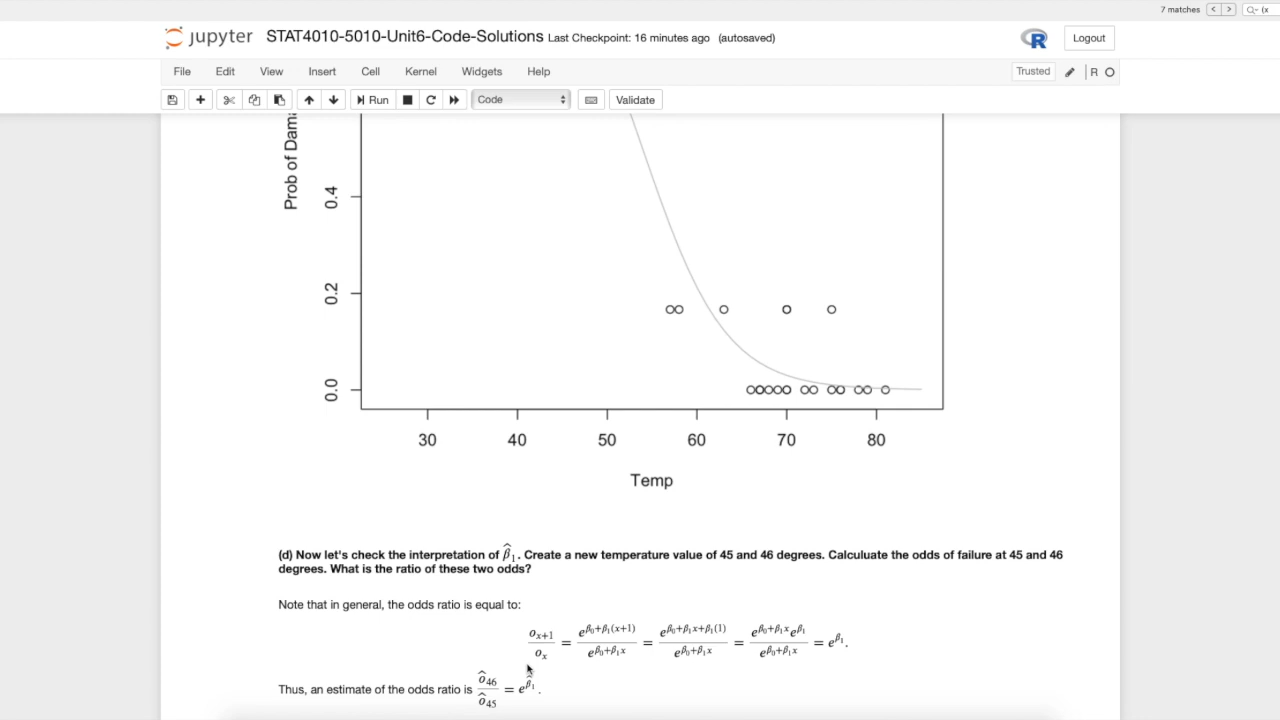 7 matches < > (x
jupyter STAT4010-5010-Unit6-Code-Solutions Last Checkpoint: 16 minutes ago (autosaved) Logout
File Edit View Insert Cell Kernel Widgets Help Trusted R
Run Code Validate
Prob of Dama
0.4
0.2
0.0
30 40 50 60 70 80
Temp
(d) Now let's check the interpretation of β̂₁. Create a new temperature value of 45 and 46 degrees. Calculuate the odds of failure at 45 and 46
degrees. What is the ratio of these two odds?
Note that in general, the odds ratio is equal to:
oₓ₊₁/oₓ = e^(β₀+β₁(x+1))/e^(β₀+β₁x) = e^(β₀+β₁x+β₁(1))/e^(β₀+β₁x) = e^(β₀+β₁x)e^(β₁)/e^(β₀+β₁x) = e^(β₁).
Thus, an estimate of the odds ratio is ô₄₆/ô₄₅ = e^(β̂₁).